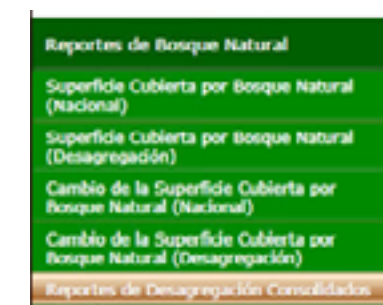 Reportes de Bosque Natural
Superficie Cubierta por Bosque Natural
(Nacional)
Superficie Cubierta por Bosque Natural
(Desagregación)
Cambio de la Superficie Cubierta por
Bosque Natural (Nacional)
Cambio de la Superficie Cubierta por
Bosque Natural (Desagregación)
Reportes de Desagregación Consolidados